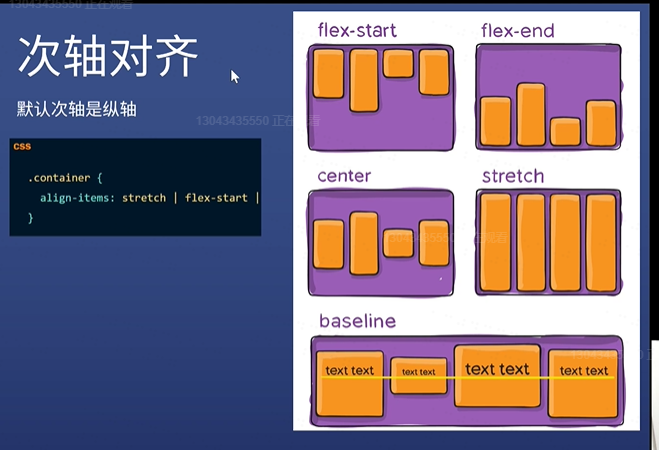 13043435550 正在观看
次轴对齐
默认次轴是纵轴
13043435550 正在观看
css
.container {
align-items: stretch | flex-start |
}
flex-start
flex-end
center
stretch
13043435550 正在观看
baseline
text text
text text
text text
text text